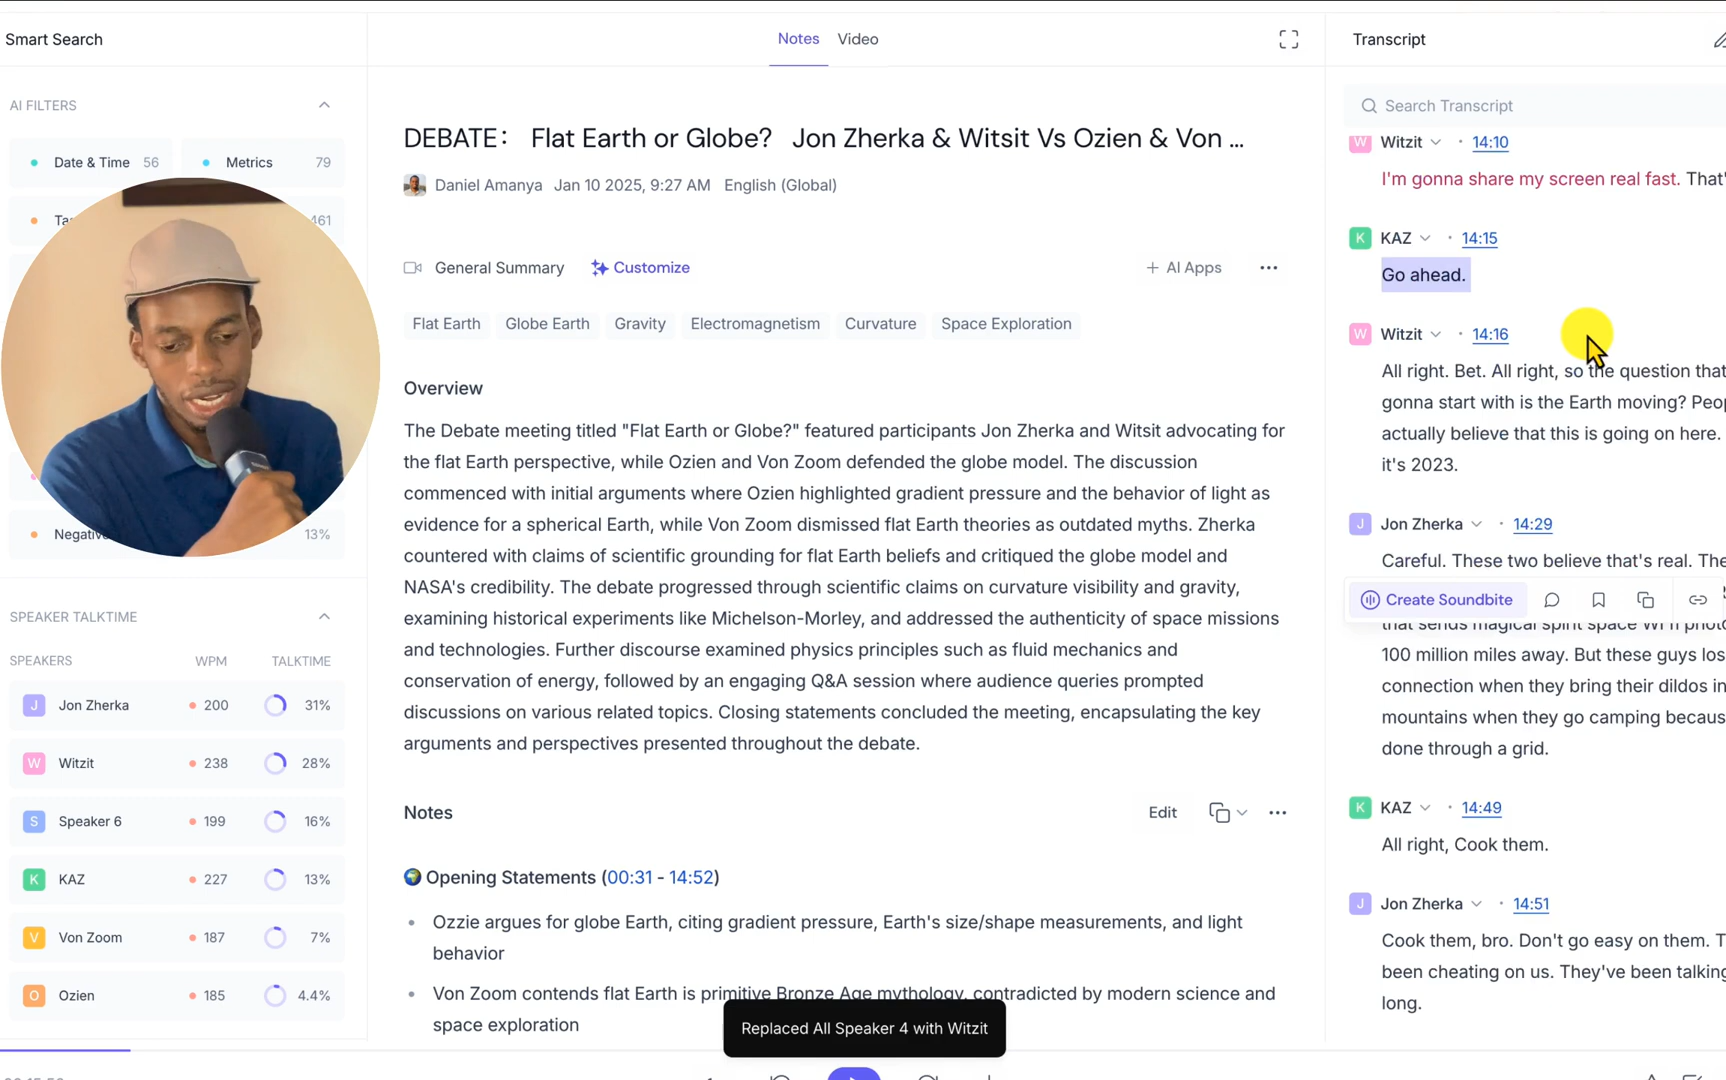 Smart Search
Notes Video
Transcript
AI FILTERS
Date & Time 56
Metrics 79
461
Negative
13%
SPEAKER TALKTIME
SPEAKERS WPM TALKTIME
J Jon Zherka 200 31%
W Witzit 238 28%
S Speaker 6 199 16%
K KAZ 227 13%
V Von Zoom 187 7%
O Ozien 185 4.4%
DEBATE: Flat Earth or Globe? Jon Zherka & Witsit Vs Ozien & Von ...
Daniel Amanya Jan 10 2025, 9:27 AM English (Global)
General Summary Customize
+ AI Apps
Flat Earth Globe Earth Gravity Electromagnetism Curvature Space Exploration
Overview
The Debate meeting titled "Flat Earth or Globe?" featured participants Jon Zherka and Witsit advocating for
the flat Earth perspective, while Ozien and Von Zoom defended the globe model. The discussion
commenced with initial arguments where Ozien highlighted gradient pressure and the behavior of light as
evidence for a spherical Earth, while Von Zoom dismissed flat Earth theories as outdated myths. Zherka
countered with claims of scientific grounding for flat Earth beliefs and critiqued the globe model and
NASA's credibility. The debate progressed through scientific claims on curvature visibility and gravity,
examining historical experiments like Michelson-Morley, and addressed the authenticity of space missions
and technologies. Further discourse examined physics principles such as fluid mechanics and
conservation of energy, followed by an engaging Q&A session where audience queries prompted
discussions on various related topics. Closing statements concluded the meeting, encapsulating the key
arguments and perspectives presented throughout the debate.
Notes
Edit
Opening Statements (00:31 - 14:52)
• Ozzie argues for globe Earth, citing gradient pressure, Earth's size/shape measurements, and light
behavior
• Von Zoom contends flat Earth is primitive Bronze Age mythology, contradicted by modern science and
space exploration
Replaced All Speaker 4 with Witzit
Search Transcript
W Witzit · 14:10
I'm gonna share my screen real fast. That'
K KAZ · 14:15
Go ahead.
W Witzit · 14:16
All right. Bet. All right, so the question that
gonna start with is the Earth moving? Peo
actually believe that this is going on here.
it's 2023.
J Jon Zherka · 14:29
Careful. These two believe that's real. The
Create Soundbite
that sends magical spirit space
100 million miles away. But these guys los
connection when they bring their dildos in
mountains when they go camping becaus
done through a grid.
K KAZ · 14:49
All right, Cook them.
J Jon Zherka · 14:51
Cook them, bro. Don't go easy on them. T
been cheating on us. They've been talking
long.